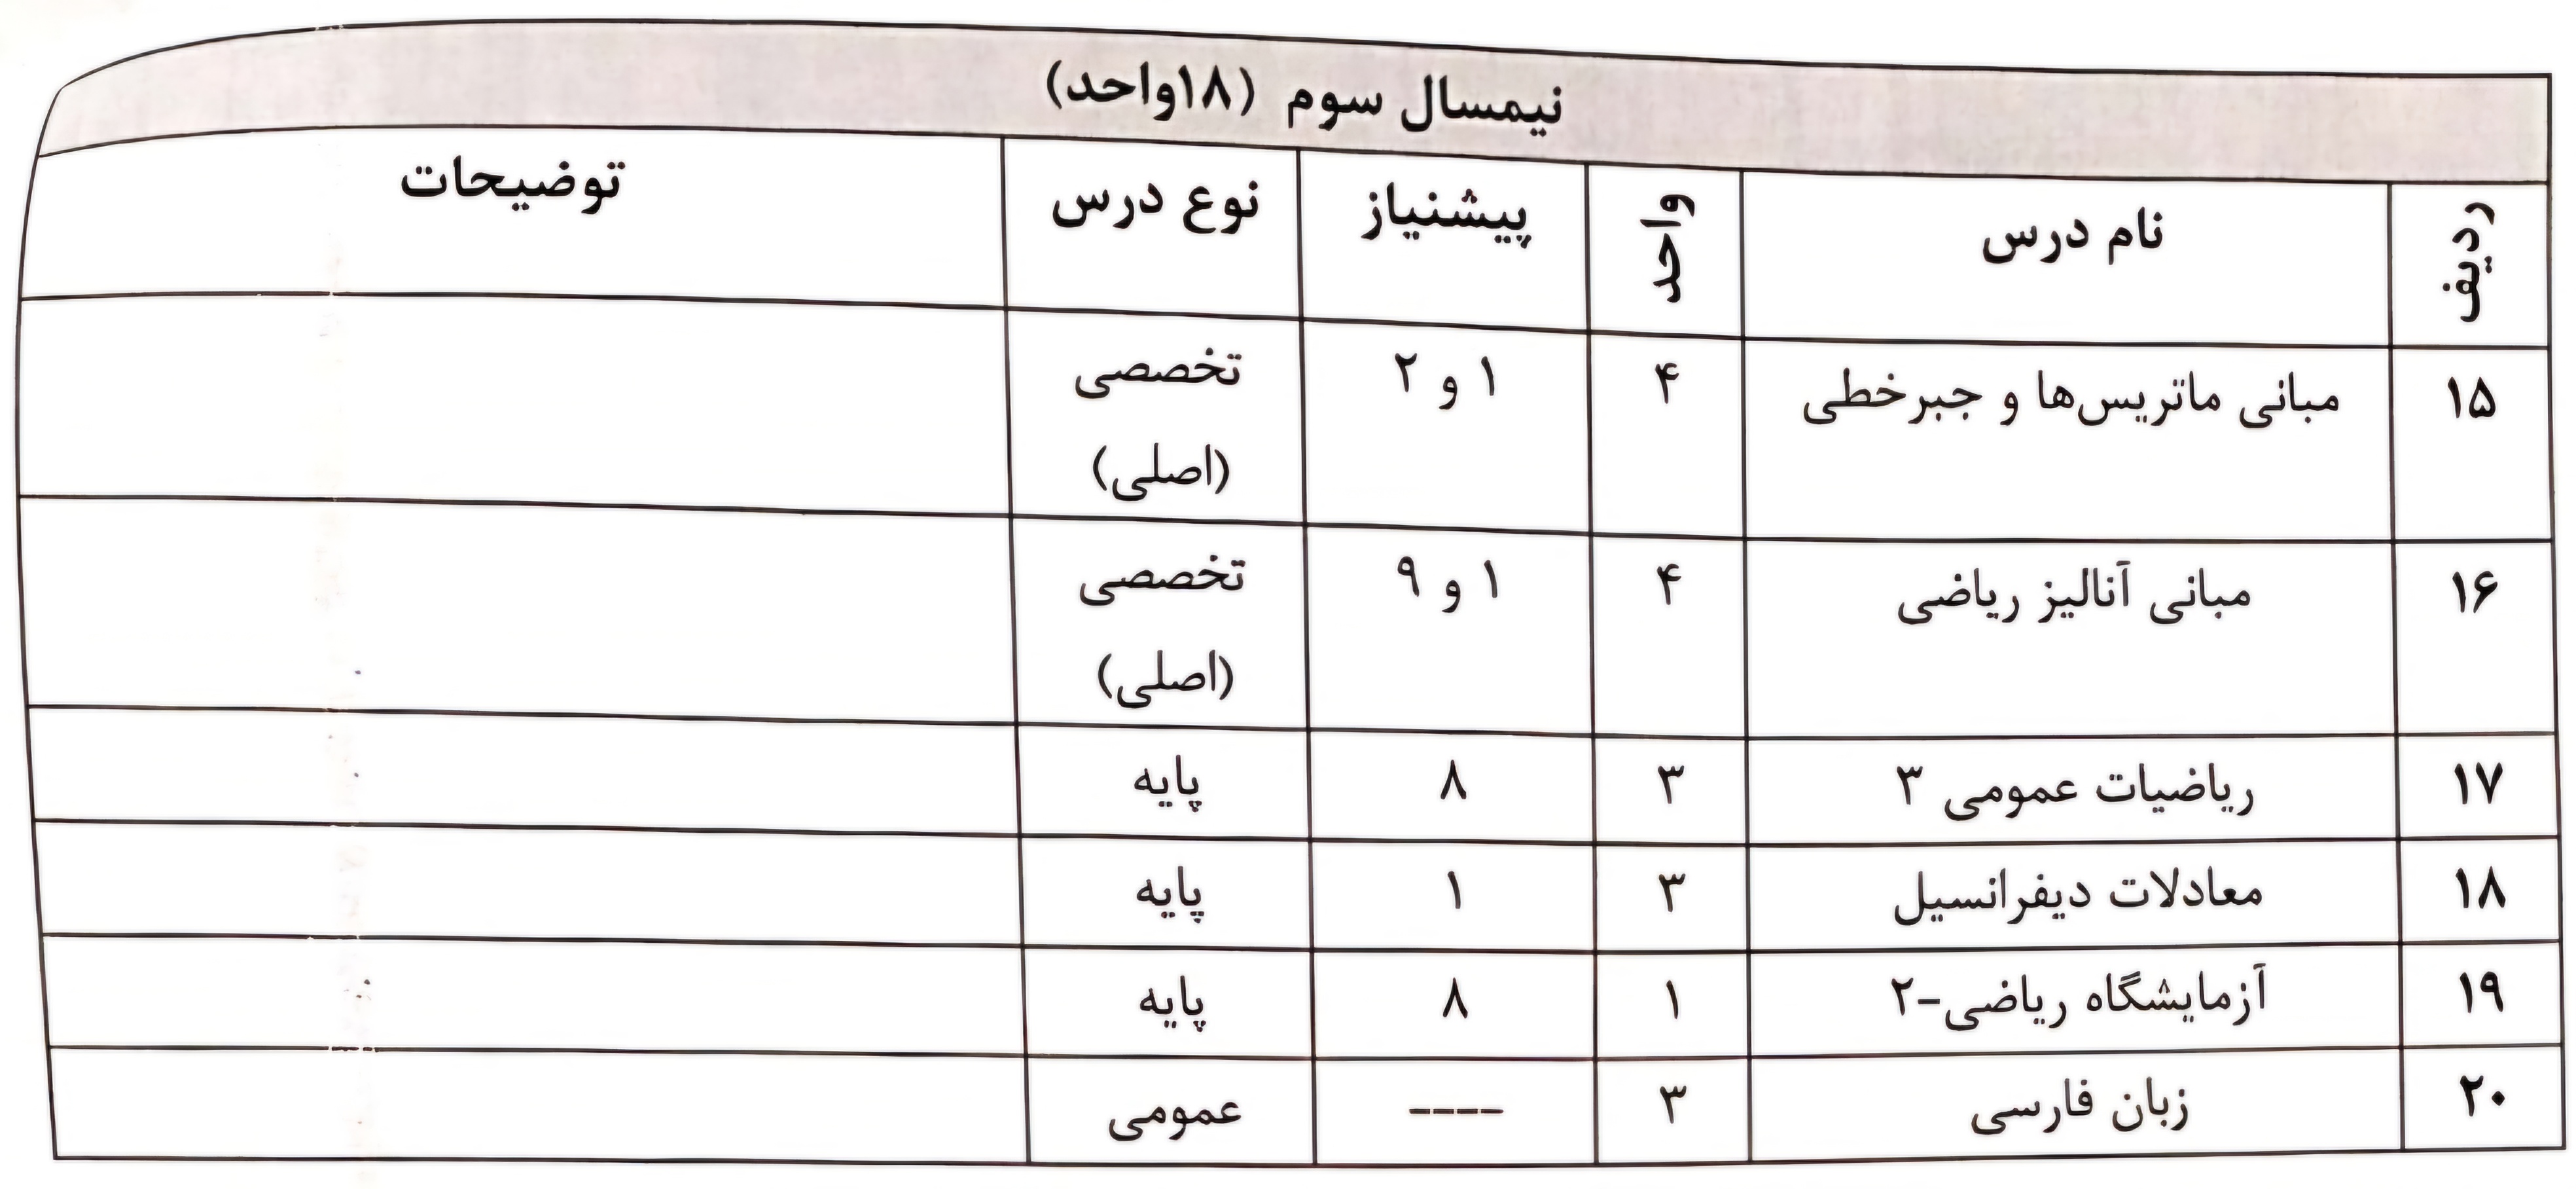 نیمسال سوم (۱۸واحد)
ردیف نام درس واحد پیشنیاز نوع درس توضیحات
۱۵ مبانی ماتریس‌ها و جبرخطی ۴ ۱ و ۲ تخصصی
(اصلی)
۱۶ مبانی آنالیز ریاضی ۴ ۱ و ۹ تخصصی
(اصلی)
۱۷ ریاضیات عمومی ۳ ۳ ۸ پایه
۱۸ معادلات دیفرانسیل ۳ ۱ پایه
۱۹ آزمایشگاه ریاضی-۲ ۱ ۸ پایه
۲۰ زبان فارسی ۳ ---- عمومی